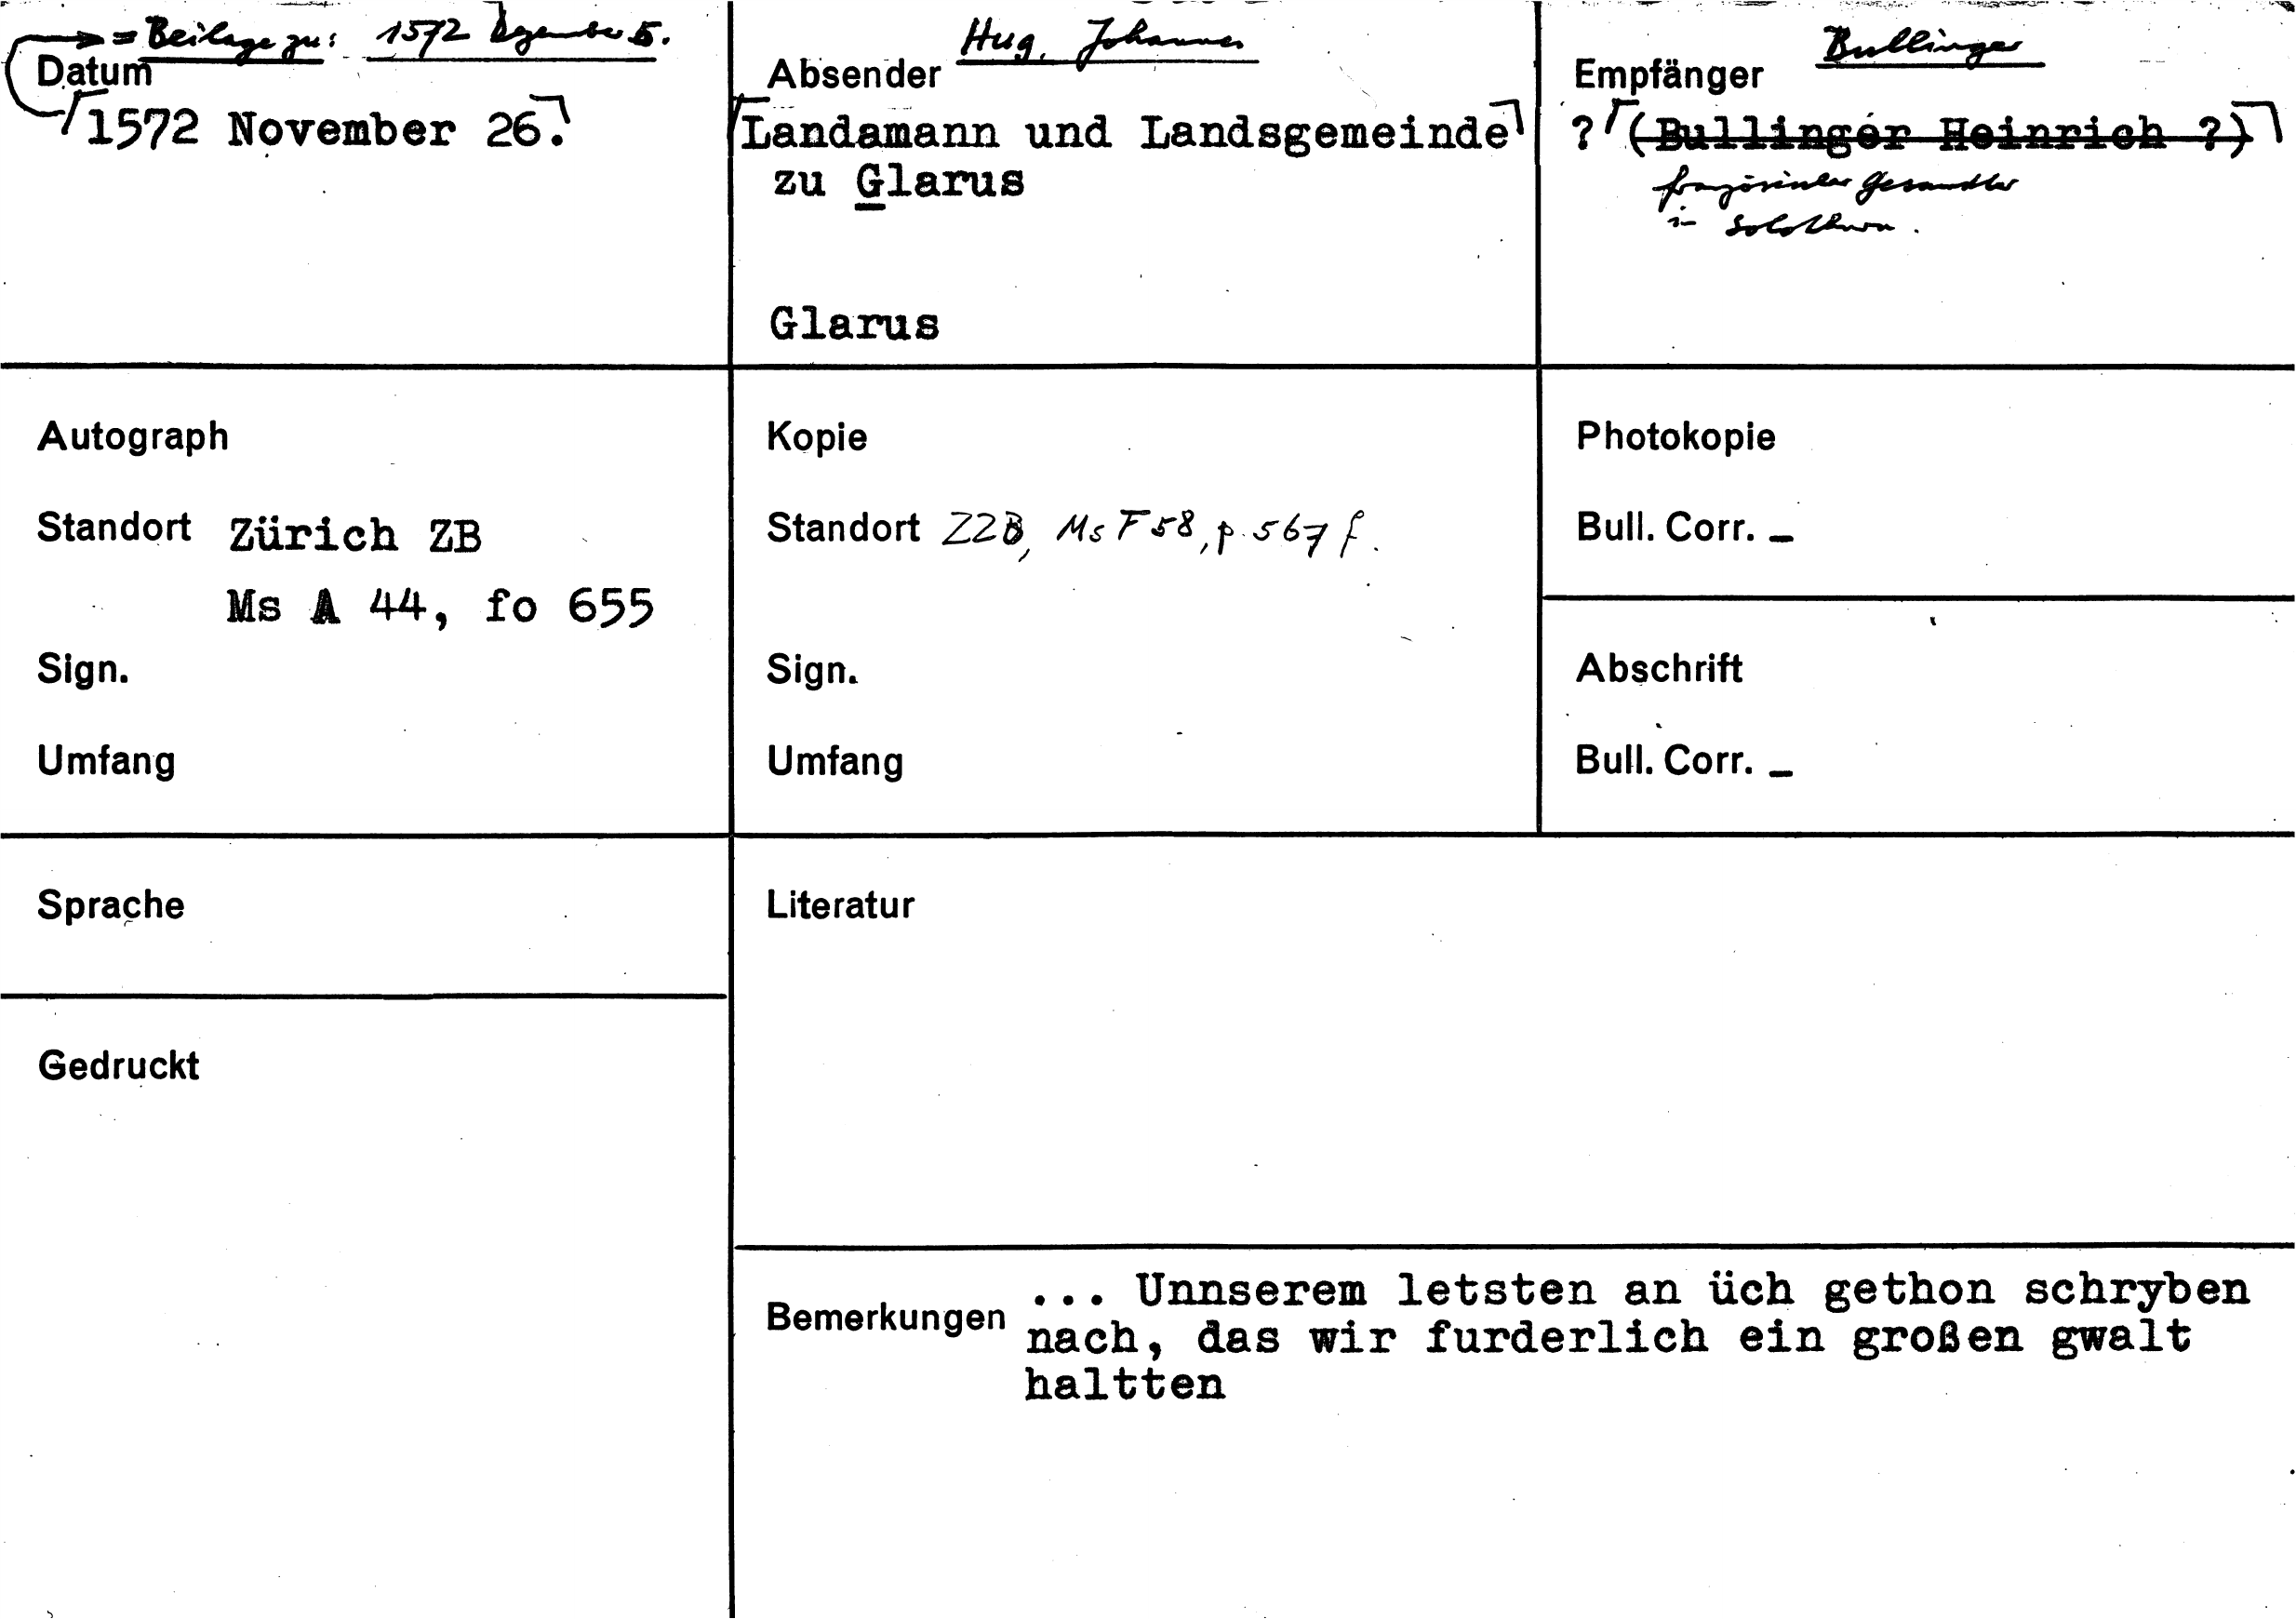 = Beilage zu: 1572 Dezember 5.
Datum
1572 November 26.
Hug, Johannes
Absender
Landamann und Landsgemeinde
zu Glarus
Glarus
Bullinger
Empfänger
? (Bullinger Heinrich ?)
französischer Gesandter
in Solothurn.
Autograph
Standort Zürich ZB
Ms A 44, fo 655
Sign.
Umfang
Kopie
Standort ZZB, Ms F 58, p. 567 f.
Sign.
Umfang
Photokopie
Bull. Corr. _
Abschrift
Bull. Corr. _
Sprache
Gedruckt
Literatur
Bemerkungen ... Unnserem letsten an üch gethon schryben
nach, das wir furderlich ein großen gwalt
haltten